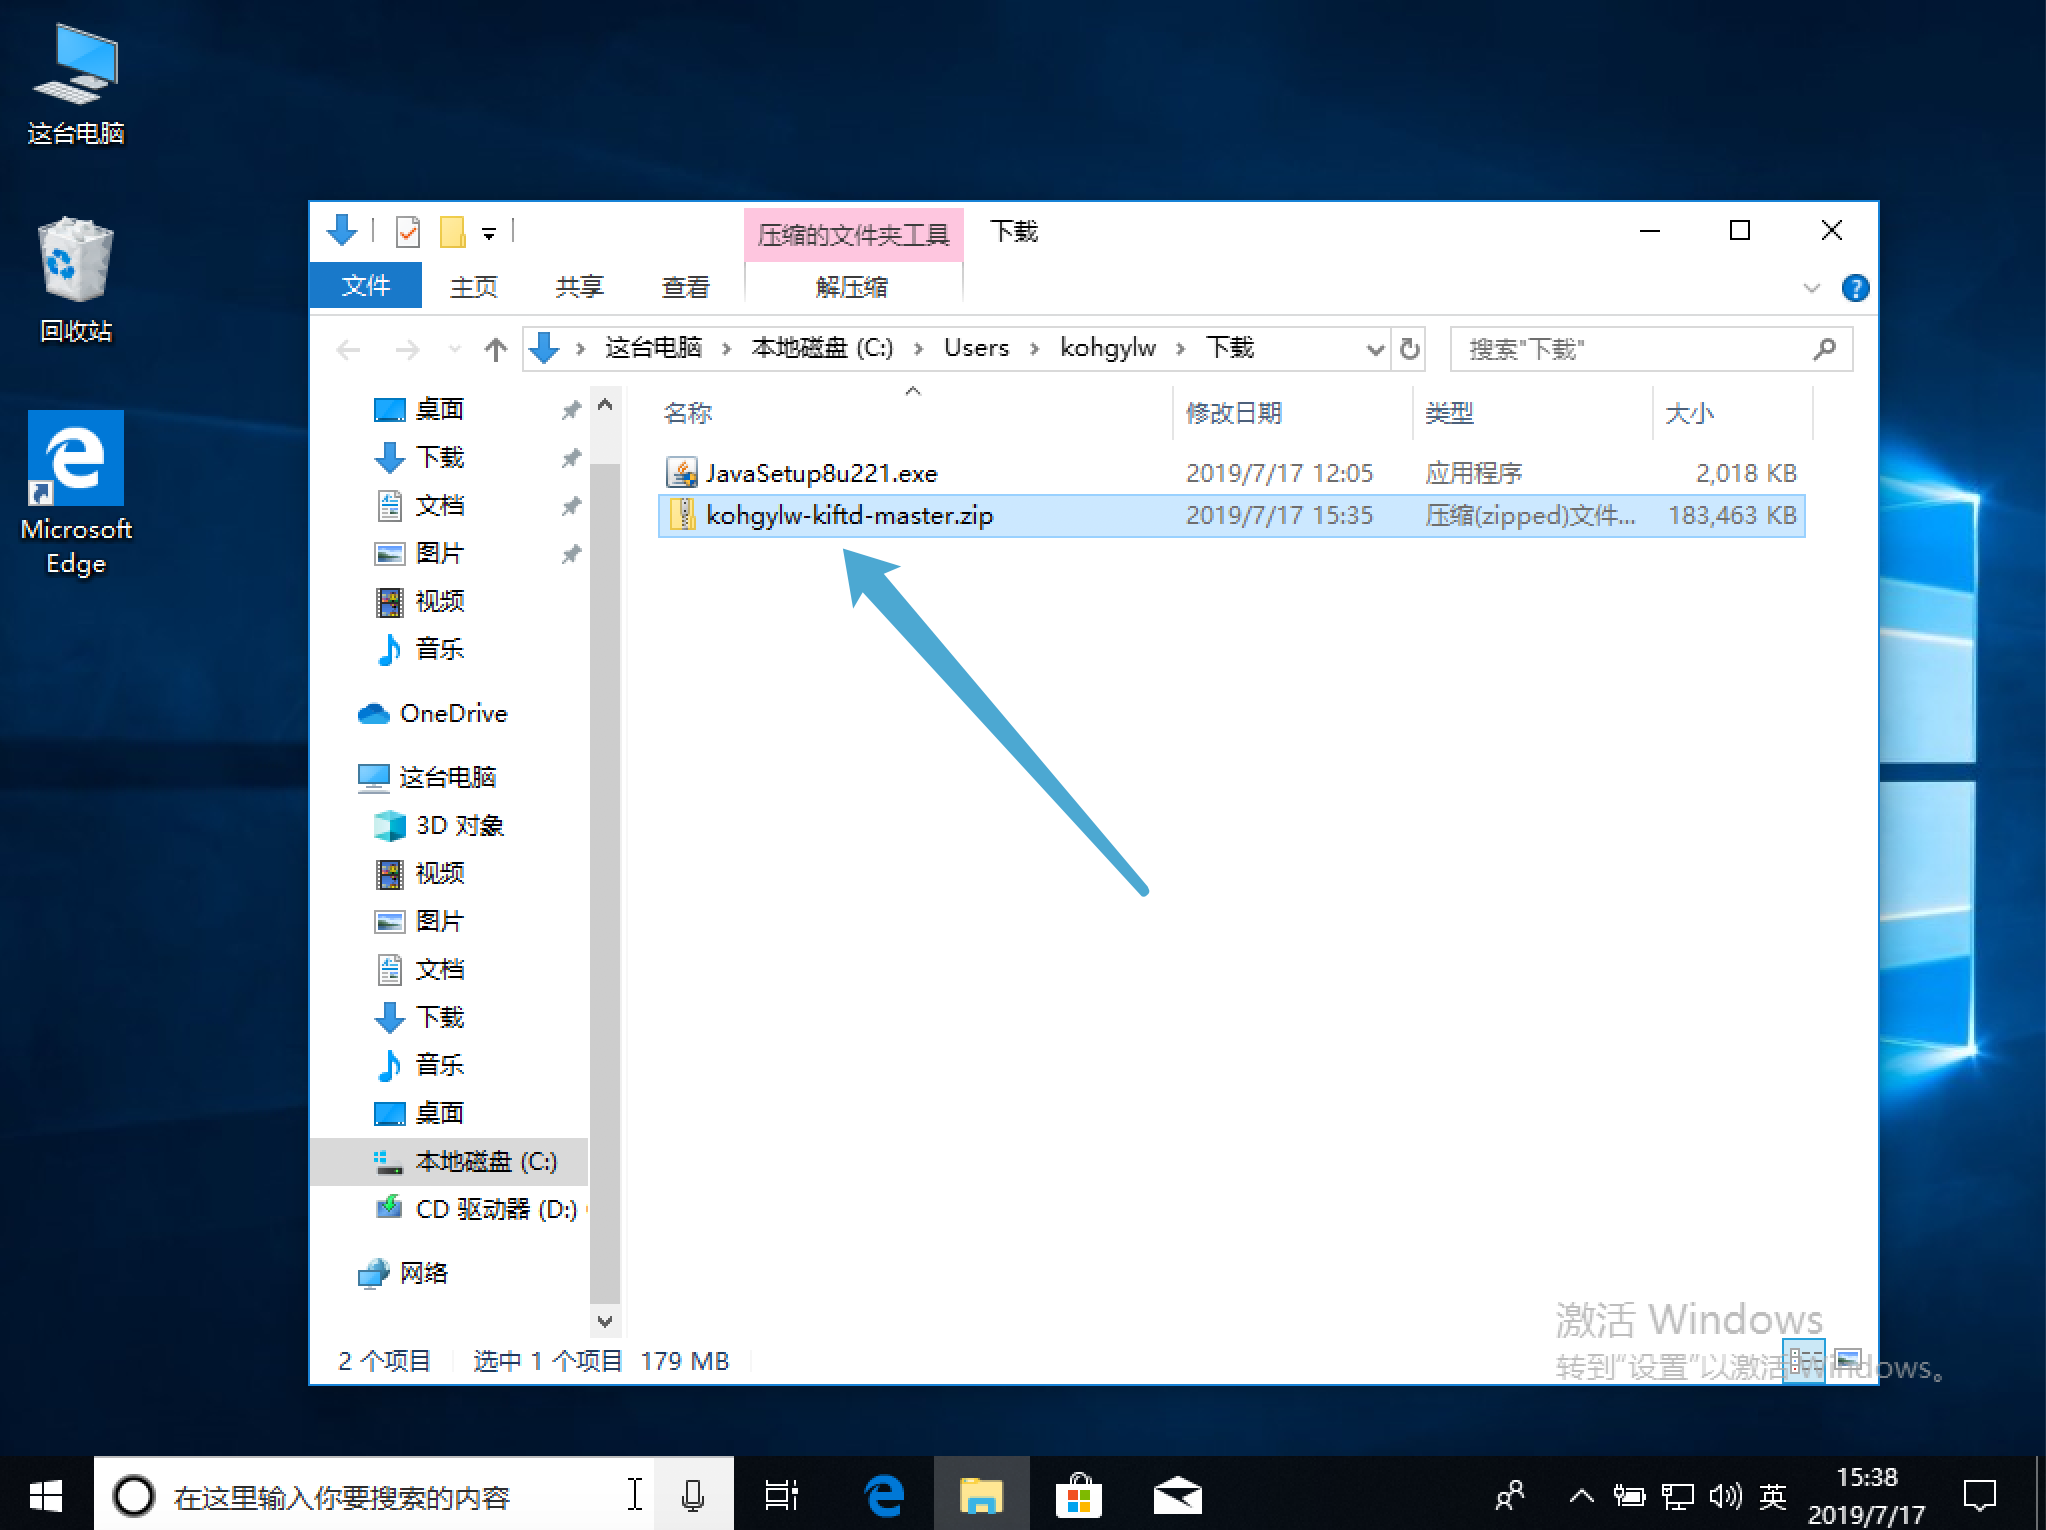 这台电脑
回收站
Microsoft
Edge
压缩的文件夹工具
下载
文件
主页
共享
查看
解压缩
这台电脑 › 本地磁盘 (C:) › Users › kohgylw › 下载
搜索"下载"
桌面
下载
文档
图片
视频
音乐
OneDrive
这台电脑
3D 对象
视频
图片
文档
下载
音乐
桌面
本地磁盘 (C:)
CD 驱动器 (D:)
网络
名称 修改日期 类型 大小
JavaSetup8u221.exe 2019/7/17 12:05 应用程序 2,018 KB
kohgylw-kiftd-master.zip 2019/7/17 15:35 压缩(zipped)文件... 183,463 KB
激活 Windows
转到"设置"以激活 Windows。
2 个项目 选中 1 个项目 179 MB
在这里输入你要搜索的内容
英
15:38
2019/7/17